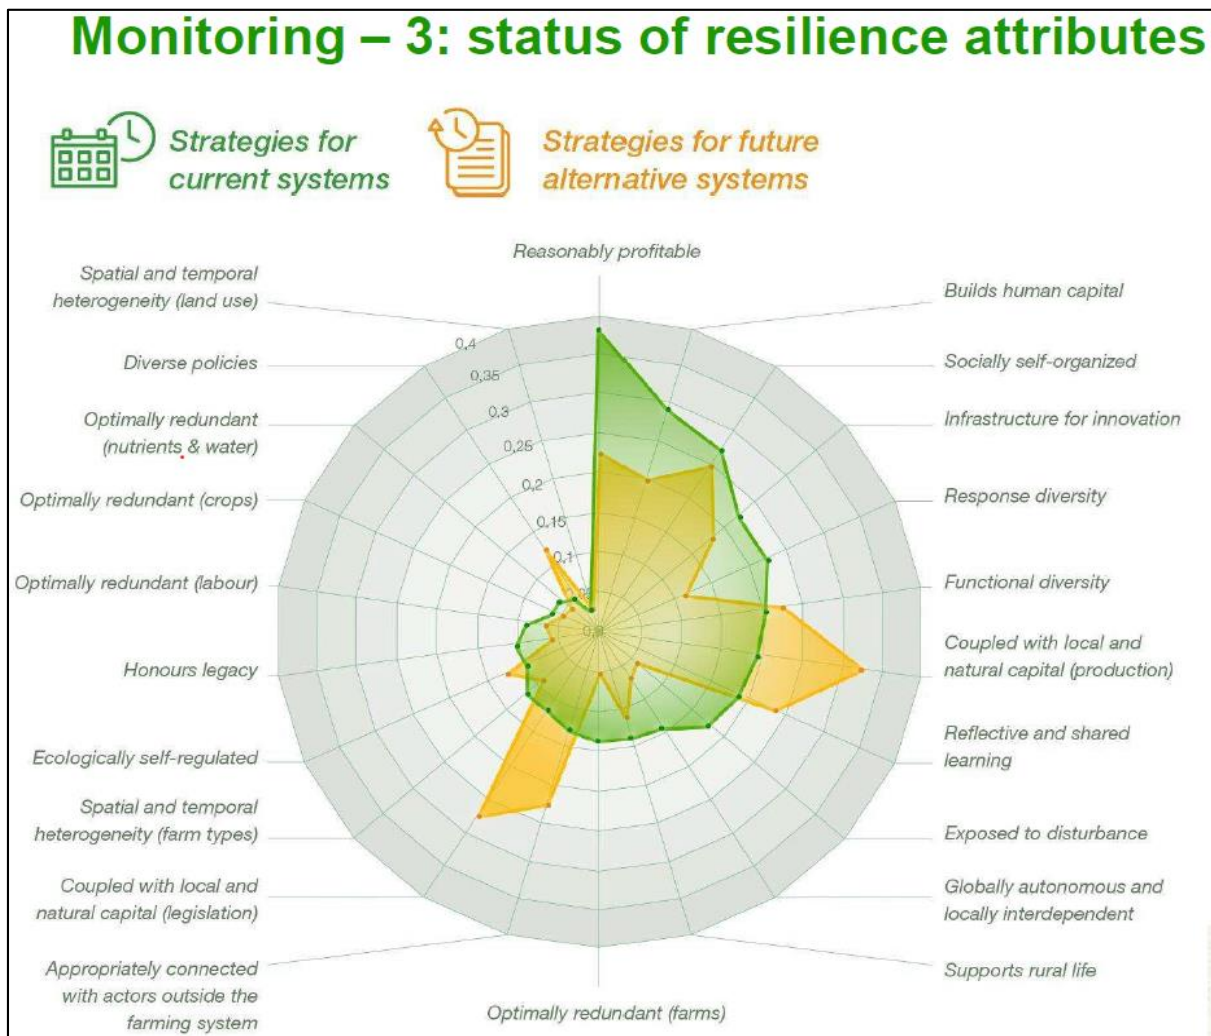 Monitoring – 3: status of resilience attributes
Strategies for
current systems
Strategies for future
alternative systems
Reasonably profitable
Spatial and temporal
heterogeneity (land use)
Diverse policies
Optimally redundant
(nutrients & water)
Optimally redundant (crops)
Optimally redundant (labour)
Honours legacy
Ecologically self-regulated
Spatial and temporal
heterogeneity (farm types)
Coupled with local and
natural capital (legislation)
Appropriately connected
with actors outside the
farming system
Builds human capital
Socially self-organized
Infrastructure for innovation
Response diversity
Functional diversity
Coupled with local and
natural capital (production)
Reflective and shared
learning
Exposed to disturbance
Globally autonomous and
locally interdependent
Supports rural life
Optimally redundant (farms)
0,4
0,35
0,3
0,25
0,2
0,15
0,1